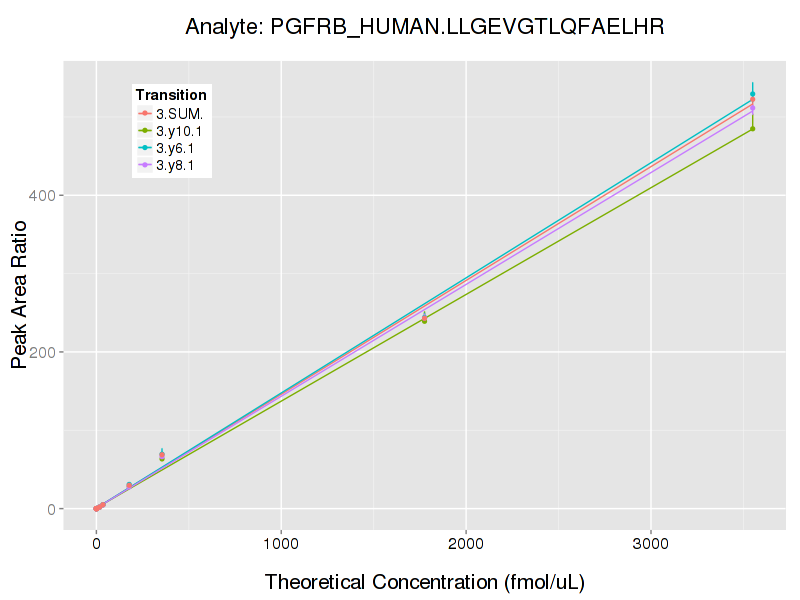 Analyte: PGFRB_HUMAN.LLGEVGTLQFAELHR
Transition
3.SUM.
3.y10.1
3.y6.1
3.y8.1
Peak Area Ratio
400
200
0
0 1000 2000 3000
Theoretical Concentration (fmol/uL)